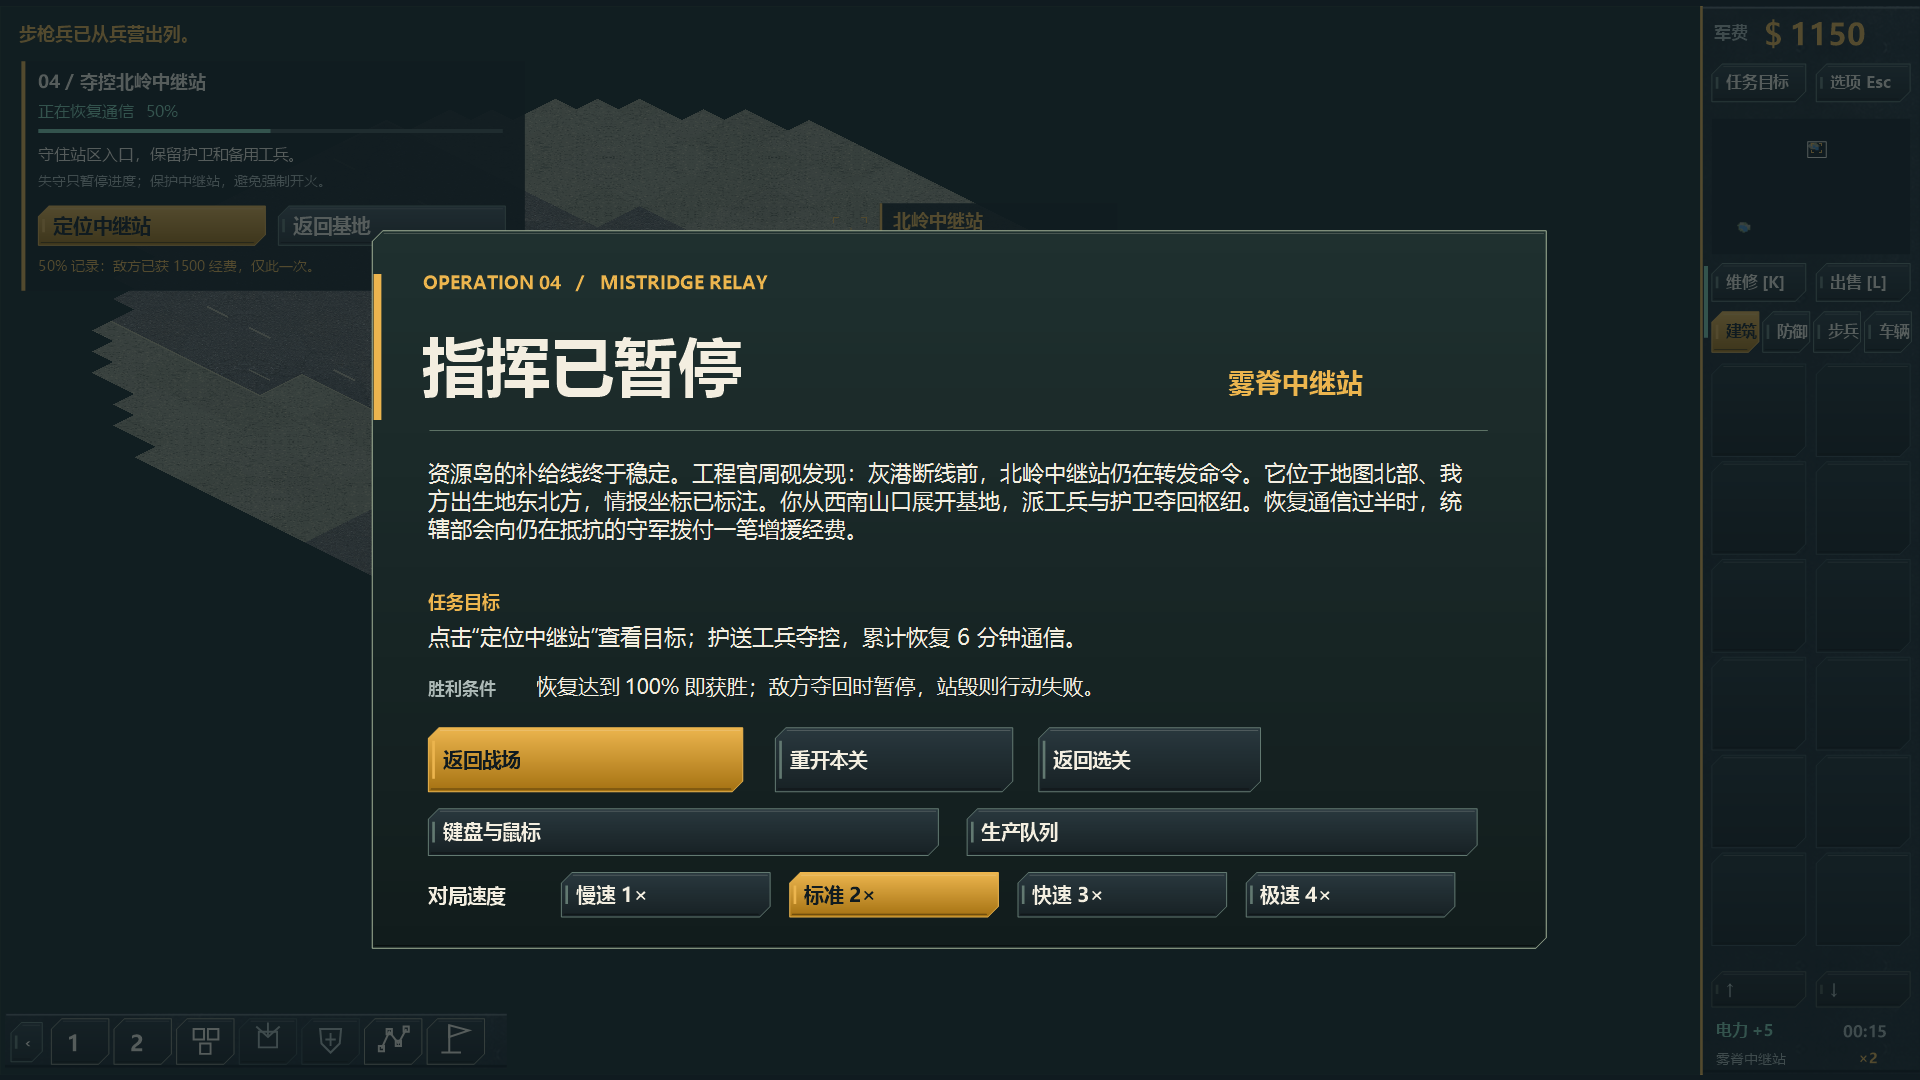 步枪兵已从兵营出列。
04 / 夺控北岭中继站
正在恢复通信 50%
守住站区入口，保留护卫和备用工兵。
失守只暂停进度；保护中继站，避免强制开火。
定位中继站
返回基地
50% 记录：敌方已获 1500 经费，仅此一次。
北岭中继站
军费 $ 1150
任务目标
选项 Esc
维修 [K]
出售 [L]
建筑
防御
步兵
车辆
OPERATION 04 / MISTRIDGE RELAY
指挥已暂停
雾脊中继站
资源岛的补给线终于稳定。工程官周砚发现：灰港断线前，北岭中继站仍在转发命令。它位于地图北部、我
方出生地东北方，情报坐标已标注。你从西南山口展开基地，派工兵与护卫夺回枢纽。恢复通信过半时，统
辖部会向仍在抵抗的守军拨付一笔增援经费。
任务目标
点击“定位中继站”查看目标；护送工兵夺控，累计恢复 6 分钟通信。
胜利条件 恢复达到 100% 即获胜；敌方夺回时暂停，站毁则行动失败。
返回战场
重开本关
返回选关
键盘与鼠标
生产队列
对局速度
慢速 1×
标准 2×
快速 3×
极速 4×
‹
1
2
↑
↓
电力 +5
00:15
雾脊中继站
×2